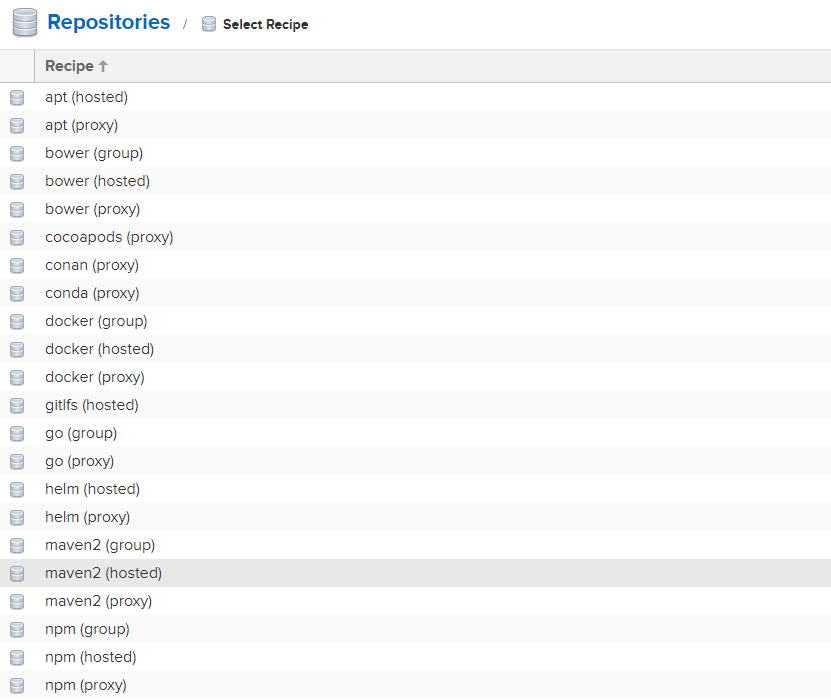 Repositories / Select Recipe
Recipe ↑
apt (hosted)
apt (proxy)
bower (group)
bower (hosted)
bower (proxy)
cocoapods (proxy)
conan (proxy)
conda (proxy)
docker (group)
docker (hosted)
docker (proxy)
gitlfs (hosted)
go (group)
go (proxy)
helm (hosted)
helm (proxy)
maven2 (group)
maven2 (hosted)
maven2 (proxy)
npm (group)
npm (hosted)
npm (proxy)